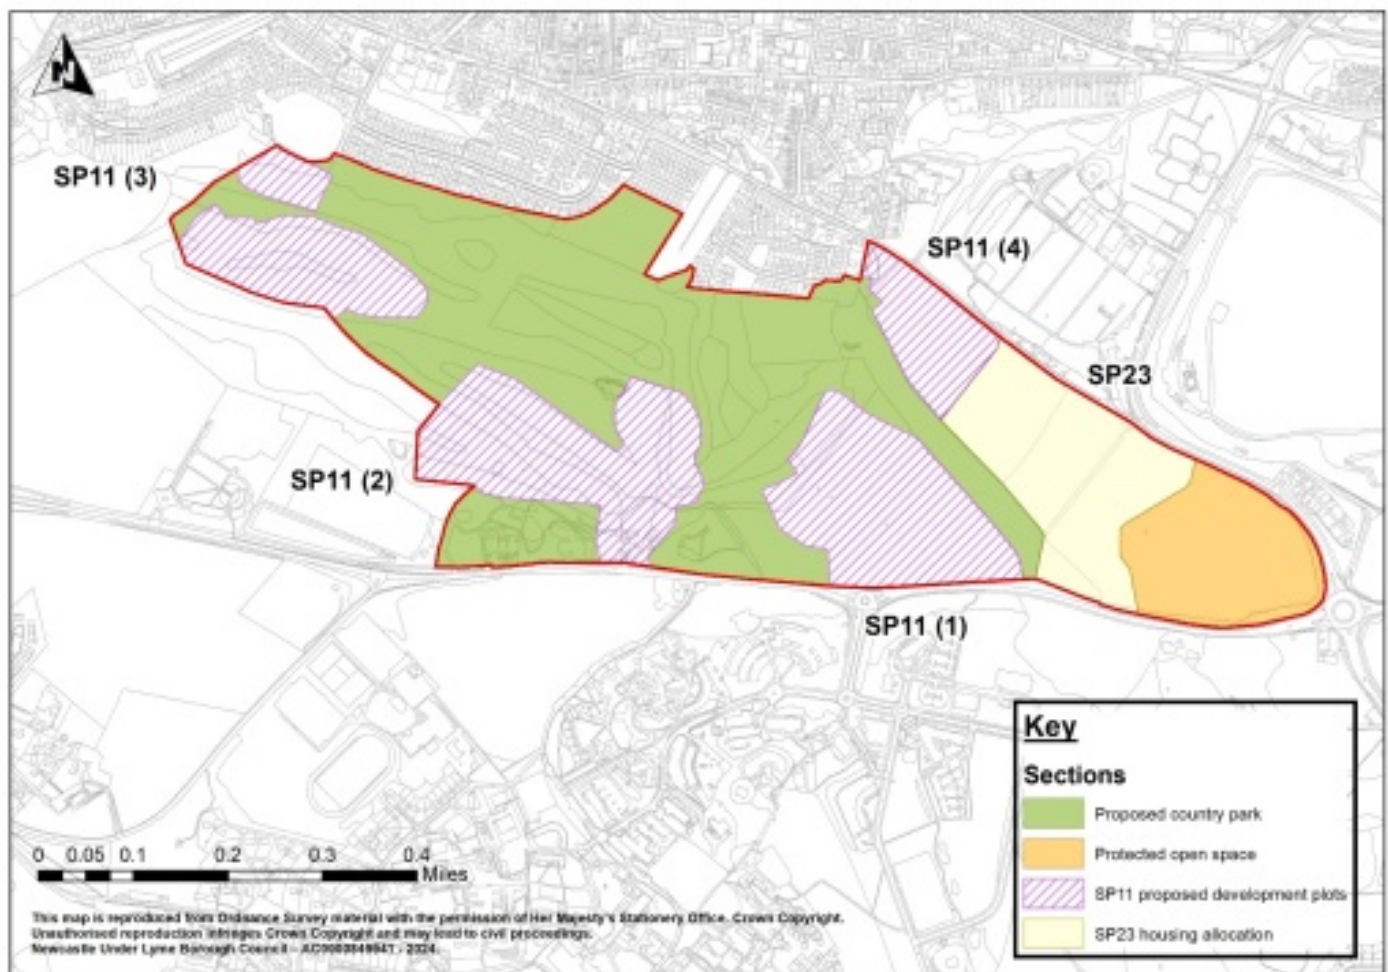 N
SP11 (3)
SP11 (4)
SP23
SP11 (2)
SP11 (1)
Key
Sections
Proposed country park
Protected open space
SP11 proposed development plots
SP23 housing allocation
0 0.05 0.1 0.2 0.3 0.4
Miles
This map is reproduced from Ordnance Survey material with the permission of Her Majesty's Stationery Office. Crown Copyright.
Unauthorised reproduction infringes Crown Copyright and may lead to civil proceedings.
Newcastle Under Lyme Borough Council - - 2024.